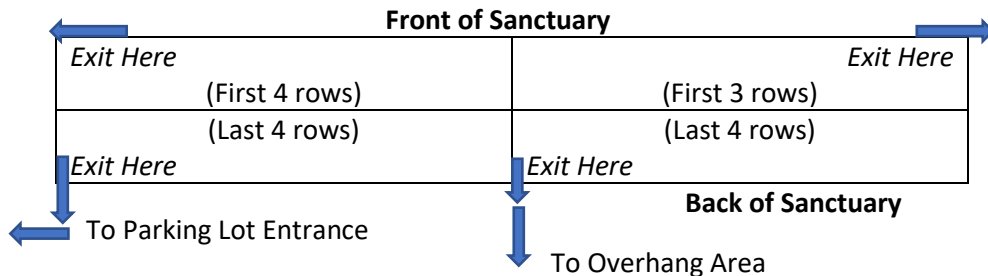 Front of Sanctuary
Exit Here Exit Here
(First 4 rows) (First 3 rows)
(Last 4 rows) (Last 4 rows)
Exit Here Exit Here
Back of Sanctuary
To Parking Lot Entrance
To Overhang Area